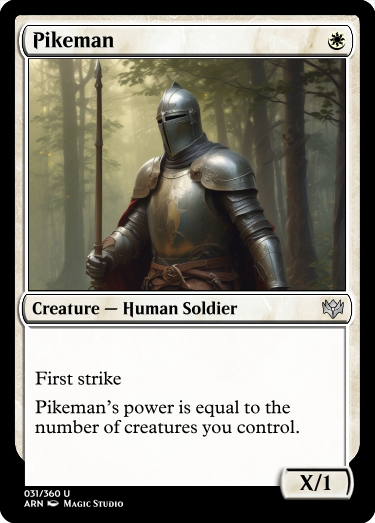 Pikeman
Creature — Human Soldier
First strike
Pikeman's power is equal to the
number of creatures you control.
X/1
031/360 U
ARN Magic Studio